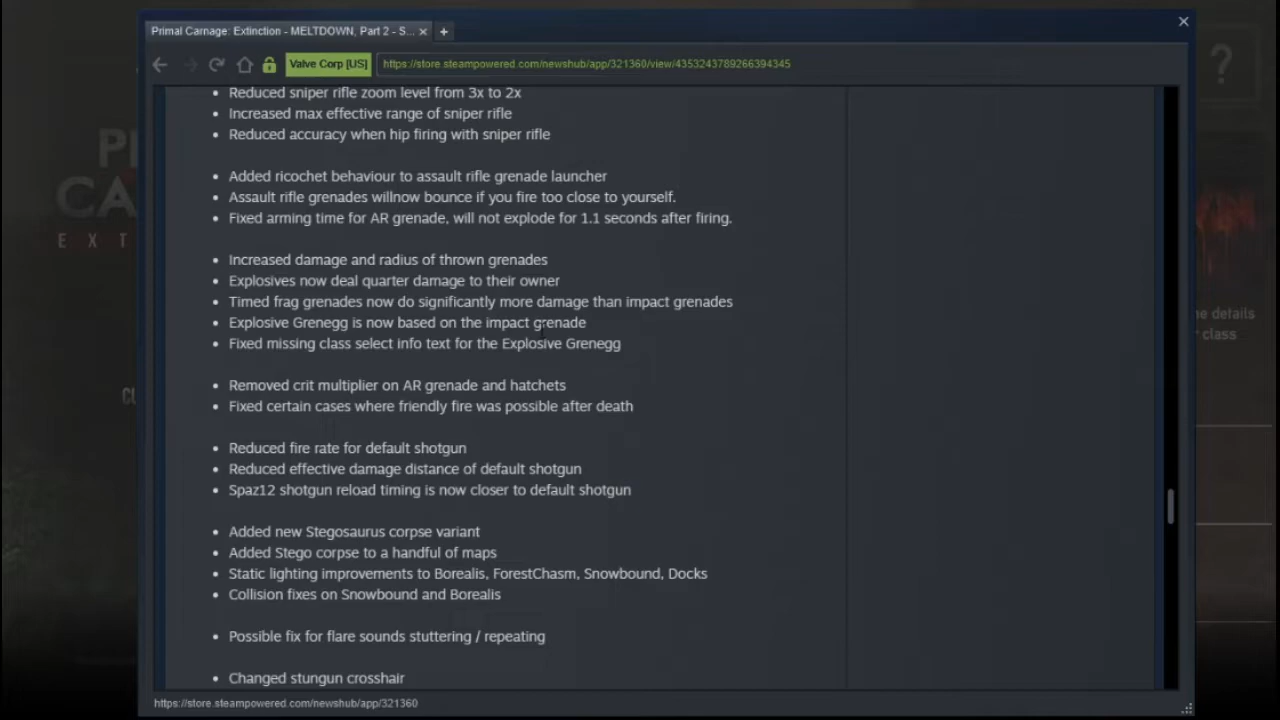 Primal Carnage: Extinction - MELTDOWN, Part 2 - S... × +
Valve Corp [US] https://store.steampowered.com/newshub/app/321360/view/4353243789266394345
• Reduced sniper rifle zoom level from 3x to 2x
• Increased max effective range of sniper rifle
• Reduced accuracy when hip firing with sniper rifle
• Added ricochet behaviour to assault rifle grenade launcher
• Assault rifle grenades willnow bounce if you fire too close to yourself.
• Fixed arming time for AR grenade, will not explode for 1.1 seconds after firing.
• Increased damage and radius of thrown grenades
• Explosives now deal quarter damage to their owner
• Timed frag grenades now do significantly more damage than impact grenades
• Explosive Grenegg is now based on the impact grenade
• Fixed missing class select info text for the Explosive Grenegg
• Removed crit multiplier on AR grenade and hatchets
• Fixed certain cases where friendly fire was possible after death
• Reduced fire rate for default shotgun
• Reduced effective damage distance of default shotgun
• Spaz12 shotgun reload timing is now closer to default shotgun
• Added new Stegosaurus corpse variant
• Added Stego corpse to a handful of maps
• Static lighting improvements to Borealis, ForestChasm, Snowbound, Docks
• Collision fixes on Snowbound and Borealis
• Possible fix for flare sounds stuttering / repeating
• Changed stungun crosshair
https://store.steampowered.com/newshub/app/321360
?
details
class